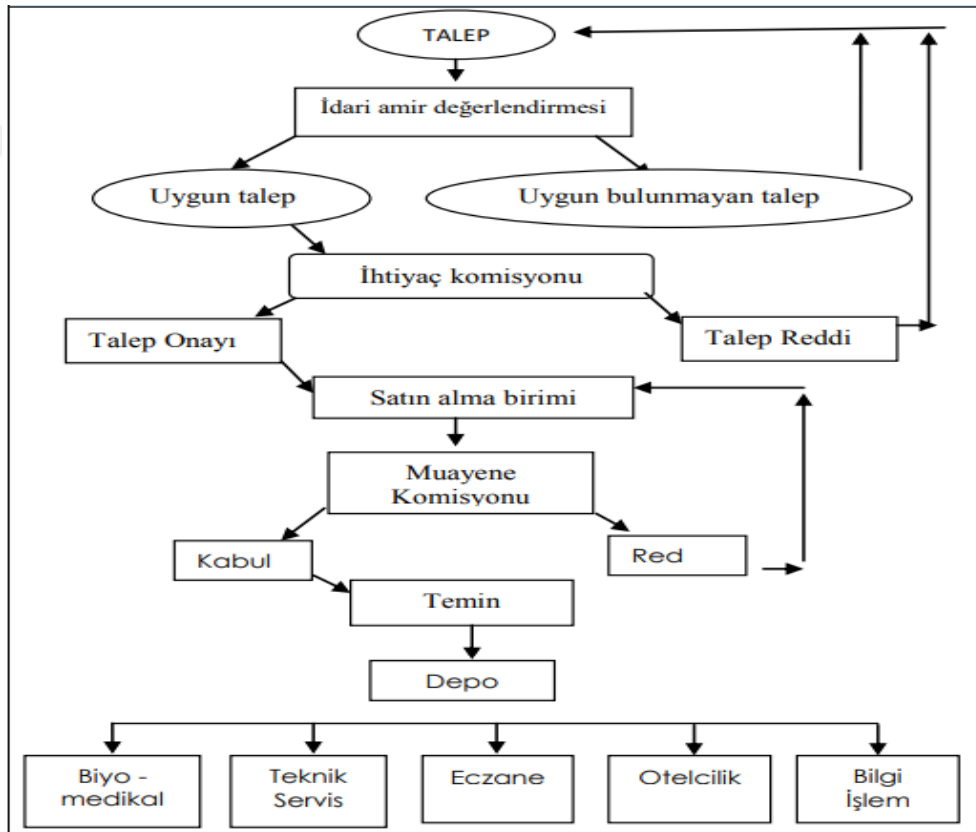 TALEP
İdari amir değerlendirmesi
Uygun talep
Uygun bulunmayan talep
İhtiyaç komisyonu
Talep Onayı
Talep Reddi
Satın alma birimi
Muayene
Komisyonu
Kabul
Red
Temin
Depo
Biyo -
medikal
Teknik
Servis
Eczane
Otelcilik
Bilgi
İşlem